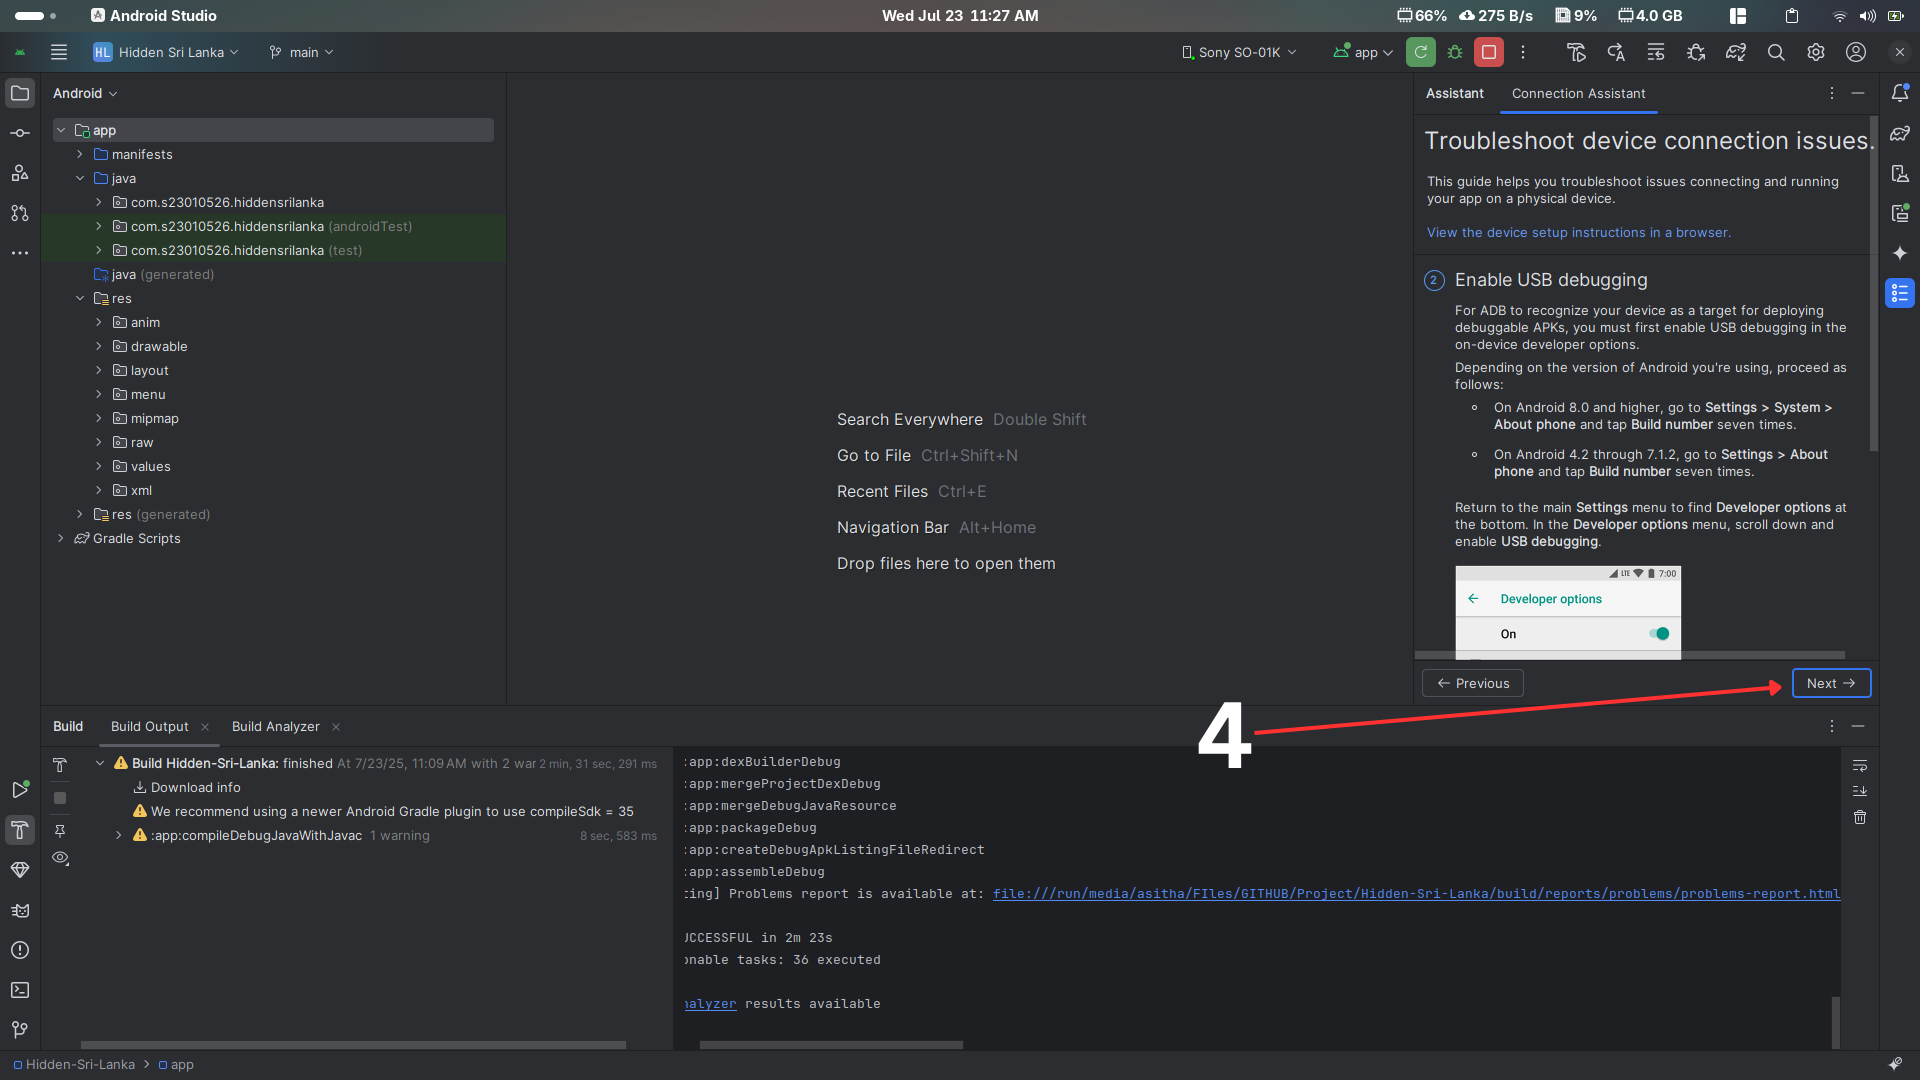 Android Studio
Wed Jul 23 11:27 AM
66% 275 B/s 9% 4.0 GB
HL Hidden Sri Lanka main
Sony SO-01K app
Android
app
manifests
java
com.s23010526.hiddensrilanka
com.s23010526.hiddensrilanka (androidTest)
com.s23010526.hiddensrilanka (test)
java (generated)
res
anim
drawable
layout
menu
mipmap
raw
values
xml
res (generated)
Gradle Scripts
Search Everywhere Double Shift
Go to File Ctrl+Shift+N
Recent Files Ctrl+E
Navigation Bar Alt+Home
Drop files here to open them
Assistant Connection Assistant
Troubleshoot device connection issues.
This guide helps you troubleshoot issues connecting and running
your app on a physical device.
View the device setup instructions in a browser.
2 Enable USB debugging
For ADB to recognize your device as a target for deploying
debuggable APKs, you must first enable USB debugging in the
on-device developer options.
Depending on the version of Android you're using, proceed as
follows:
On Android 8.0 and higher, go to Settings > System >
About phone and tap Build number seven times.
On Android 4.2 through 7.1.2, go to Settings > About
phone and tap Build number seven times.
Return to the main Settings menu to find Developer options at
the bottom. In the Developer options menu, scroll down and
enable USB debugging.
LTE 7:00
Developer options
On
Previous Next
4
Build Build Output Build Analyzer
Build Hidden-Sri-Lanka: finished At 7/23/25, 11:09 AM with 2 war 2 min, 31 sec, 291 ms
Download info
We recommend using a newer Android Gradle plugin to use compileSdk = 35
:app:compileDebugJavaWithJavac 1 warning 8 sec, 583 ms
:app:dexBuilderDebug
:app:mergeProjectDexDebug
:app:mergeDebugJavaResource
:app:packageDebug
:app:createDebugApkListingFileRedirect
:app:assembleDebug
ting] Problems report is available at: file:///run/media/asitha/FIles/GITHUB/Project/Hidden-Sri-Lanka/build/reports/problems/problems-report.html
UCCESSFUL in 2m 23s
onable tasks: 36 executed
nalyzer results available
Hidden-Sri-Lanka > app